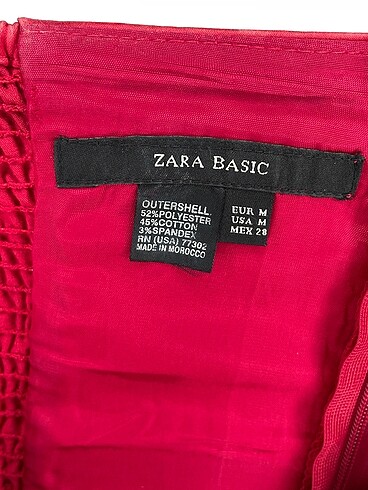 ZARA BASIC
OUTERSHELL
52%POLYESTER
45%COTTON
3%SPANDEX
RN (USA) 77302
MADE IN MOROCCO
EUR M
USA M
MEX 28